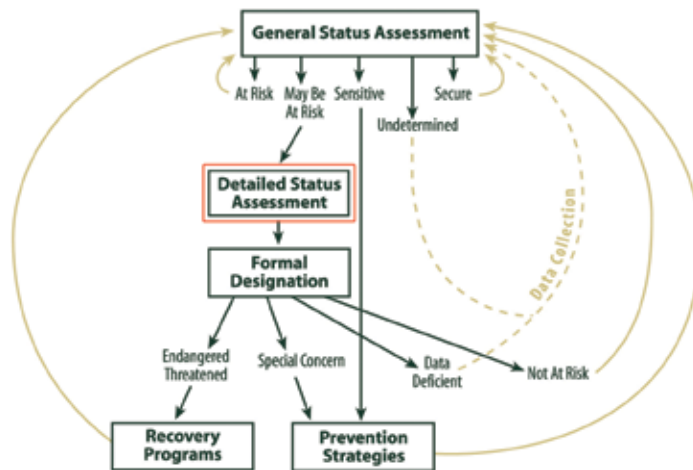 General Status Assessment
At Risk
May Be
At Risk
Sensitive
Undetermined
Secure
Detailed Status
Assessment
Formal
Designation
Data Collection
Endangered
Threatened
Special Concern
Data
Deficient
Not At Risk
Recovery
Programs
Prevention
Strategies